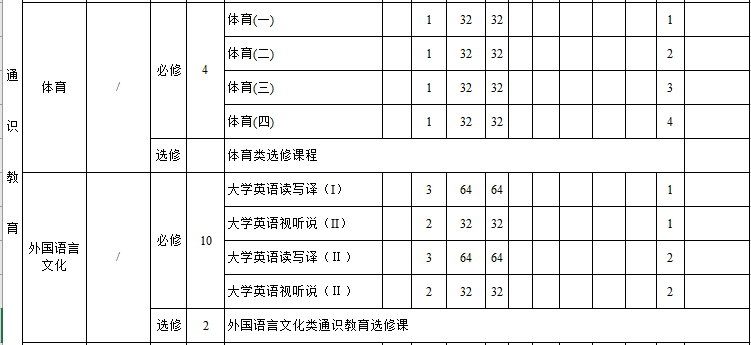 通识教育
体育 / 必修 4 体育(一) 1 32 32 1
体育(二) 1 32 32 2
体育(三) 1 32 32 3
体育(四) 1 32 32 4
选修 体育类选修课程
外国语言文化 / 必修 10 大学英语读写译（I） 3 64 64 1
大学英语视听说（II） 2 32 32 1
大学英语读写译（II） 3 64 64 2
大学英语视听说（II） 2 32 32 2
选修 2 外国语言文化类通识教育选修课